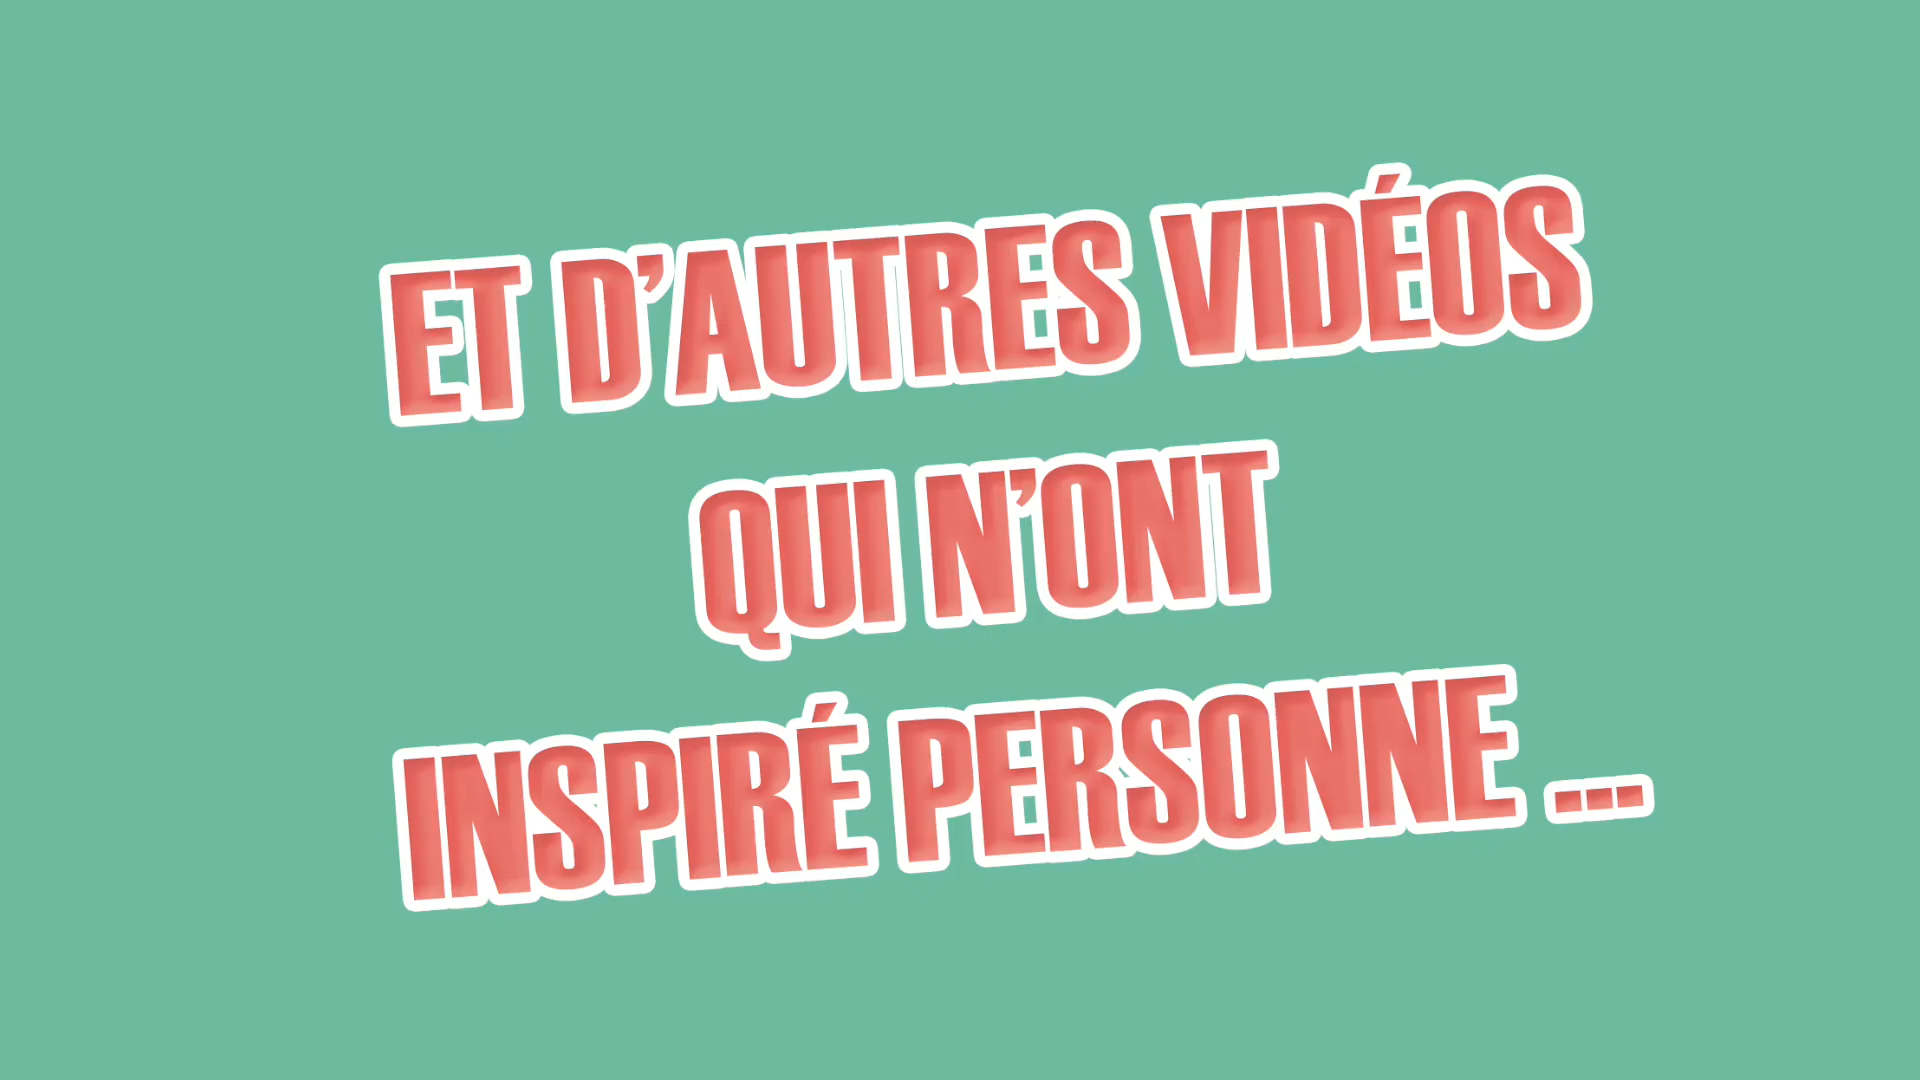 ET D’AUTRES VIDÉOS
QUI N’ONT
INSPIRÉ PERSONNE ...